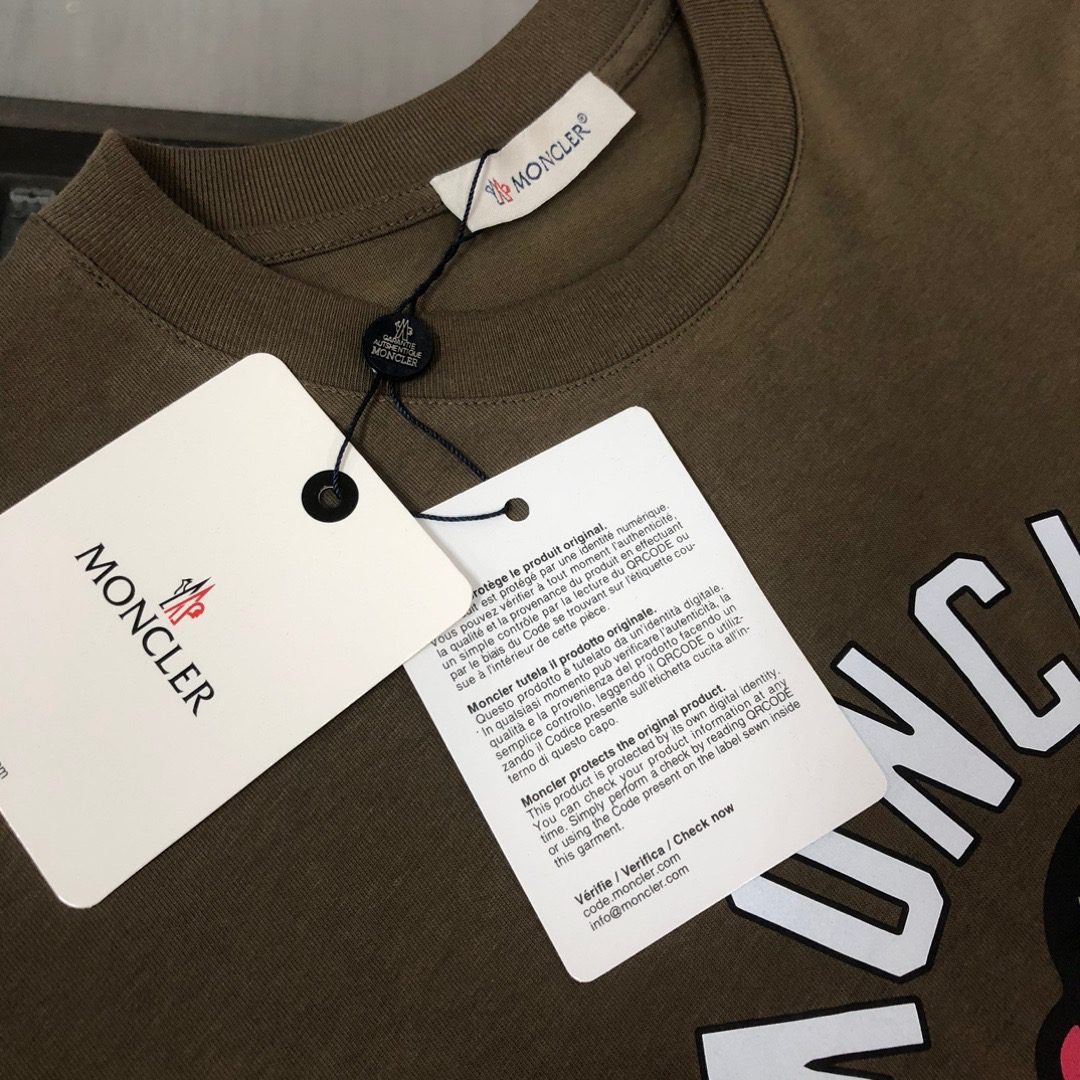 MONCLER®
GARANTIE
AUTHENTIQUE
MONCLER
MONCLER
om
rotège le produit original.
it est protégé par une identité numérique.
vous pouvez vérifier à tout moment l'authenticité,
la qualité et la provenance du produit en effectuant
un simple contrôle par la lecture du QRCODE ou
par le biais du Code se trouvant sur l'étiquette cou-
sue à l'intérieur de cette pièce.
Moncler tutela il prodotto originale.
Questo prodotto é tutelato da un'identità digitale.
In qualsiasi momento può verificare l'autenticità, la
qualità e la provenienza del prodotto facendo un
semplice controllo, leggendo il QRCODE o utiliz-
zando il Codice presente sull'etichetta cucita all'in-
terno di questo capo.
Moncler protects the original product.
This product is protected by its own digital identity.
You can check your product information at any
time. Simply perform a check by reading QRCODE
or using the Code present on the label sewn inside
this garment.
Vérifie / Verifica / Check now
code.moncler.com
info@moncler.com
MONCL